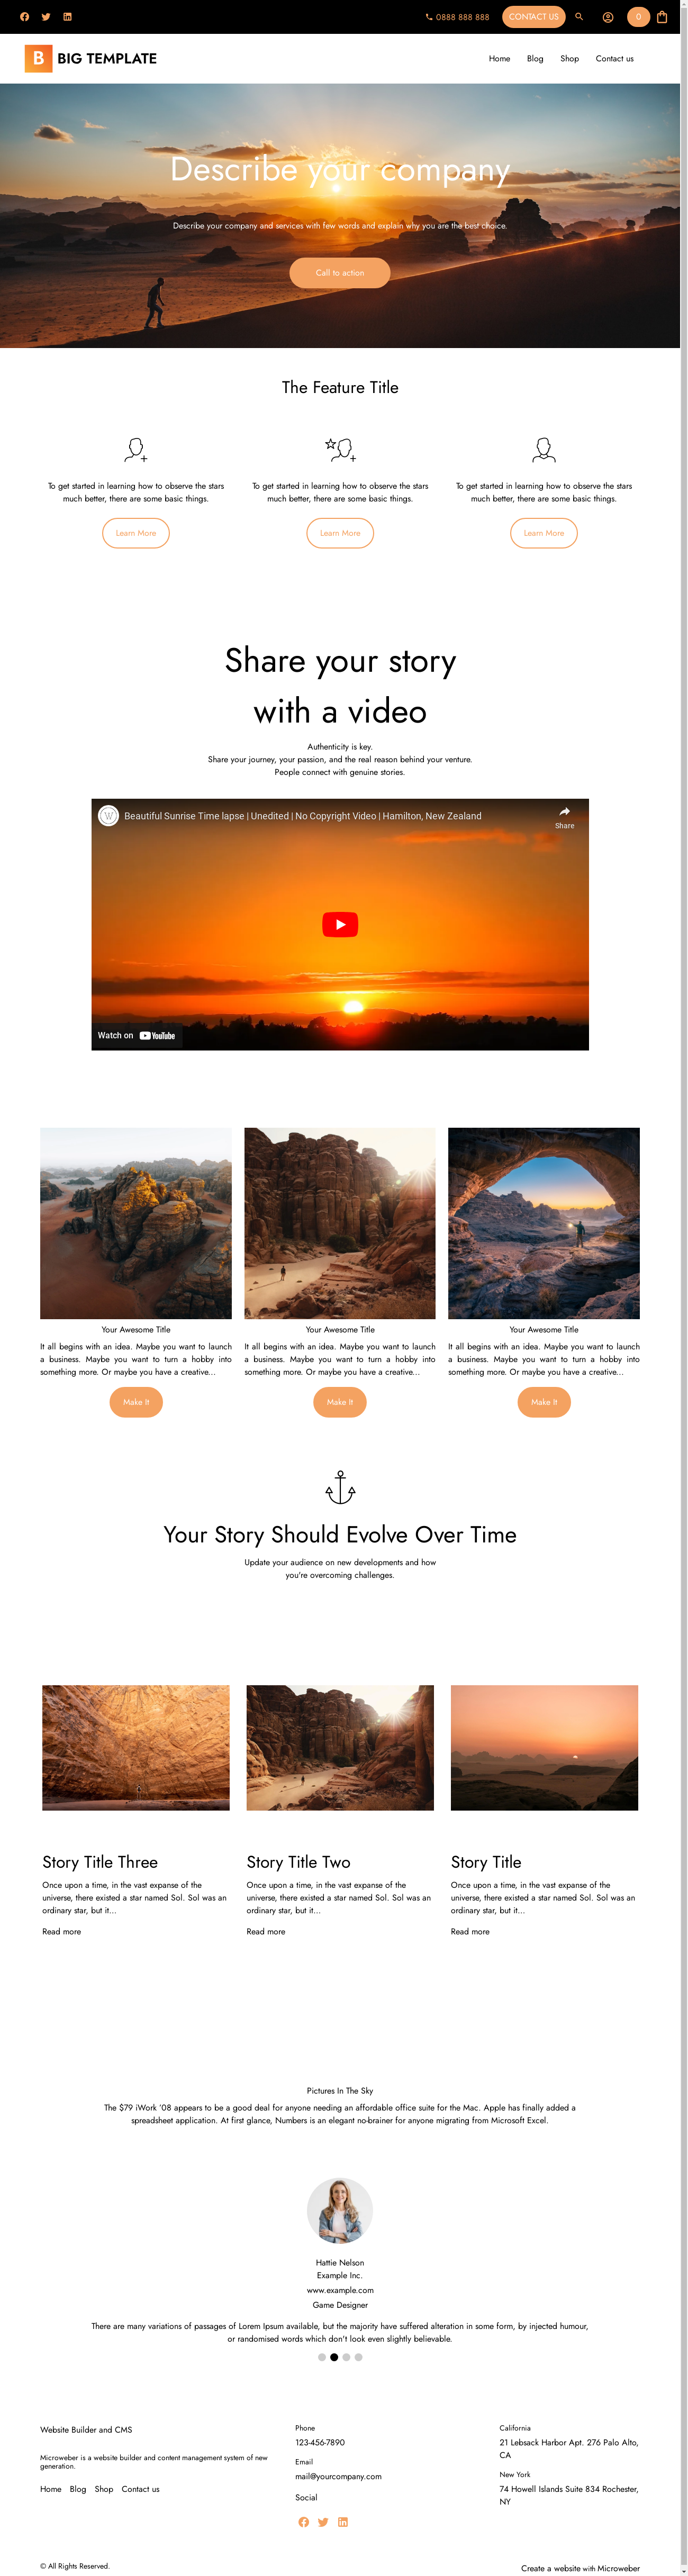 0888 888 888
CONTACT US
0
B BIG TEMPLATE
Home
Blog
Shop
Contact us
Describe your company
Describe your company and services with few words and explain why you are the best choice.
Call to action
The Feature Title
To get started in learning how to observe the stars
much better, there are some basic things.
Learn More
To get started in learning how to observe the stars
much better, there are some basic things.
Learn More
To get started in learning how to observe the stars
much better, there are some basic things.
Learn More
Share your story
with a video
Authenticity is key.
Share your journey, your passion, and the real reason behind your venture.
People connect with genuine stories.
W
Beautiful Sunrise Time lapse | Unedited | No Copyright Video | Hamilton, New Zealand
Share
Watch on YouTube
Your Awesome Title
It all begins with an idea. Maybe you want to launch
a business. Maybe you want to turn a hobby into
something more. Or maybe you have a creative...
Make It
Your Awesome Title
It all begins with an idea. Maybe you want to launch
a business. Maybe you want to turn a hobby into
something more. Or maybe you have a creative...
Make It
Your Awesome Title
It all begins with an idea. Maybe you want to launch
a business. Maybe you want to turn a hobby into
something more. Or maybe you have a creative...
Make It
Your Story Should Evolve Over Time
Update your audience on new developments and how
you're overcoming challenges.
Story Title Three
Once upon a time, in the vast expanse of the
universe, there existed a star named Sol. Sol was an
ordinary star, but it...
Read more
Story Title Two
Once upon a time, in the vast expanse of the
universe, there existed a star named Sol. Sol was an
ordinary star, but it...
Read more
Story Title
Once upon a time, in the vast expanse of the
universe, there existed a star named Sol. Sol was an
ordinary star, but it...
Read more
Pictures In The Sky
The $79 iWork '08 appears to be a good deal for anyone needing an affordable office suite for the Mac. Apple has finally added a
spreadsheet application. At first glance, Numbers is an elegant no-brainer for anyone migrating from Microsoft Excel.
Hattie Nelson
Example Inc.
www.example.com
Game Designer
There are many variations of passages of Lorem Ipsum available, but the majority have suffered alteration in some form, by injected humour,
or randomised words which don't look even slightly believable.
Website Builder and CMS
Microweber is a website builder and content management system of new
generation.
Home Blog Shop Contact us
Phone
123-456-7890
Email
mail@yourcompany.com
Social
California
21 Lebsack Harbor Apt. 276 Palo Alto,
CA
New York
74 Howell Islands Suite 834 Rochester,
NY
© All Rights Reserved.
Create a website with Microweber